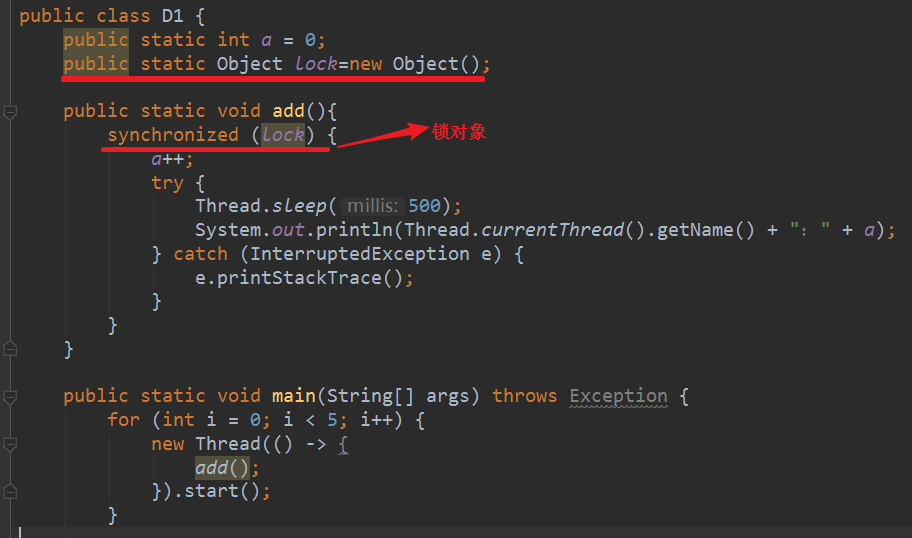 public class D1 {
public static int a = 0;
public static Object lock=new Object();
public static void add(){
synchronized (lock) {
锁对象
a++;
try {
Thread.sleep( millis: 500);
System.out.println(Thread.currentThread().getName() + "：" + a);
} catch (InterruptedException e) {
e.printStackTrace();
}
}
}
public static void main(String[] args) throws Exception {
for (int i = 0; i < 5; i++) {
new Thread(() -> {
add();
}).start();
}